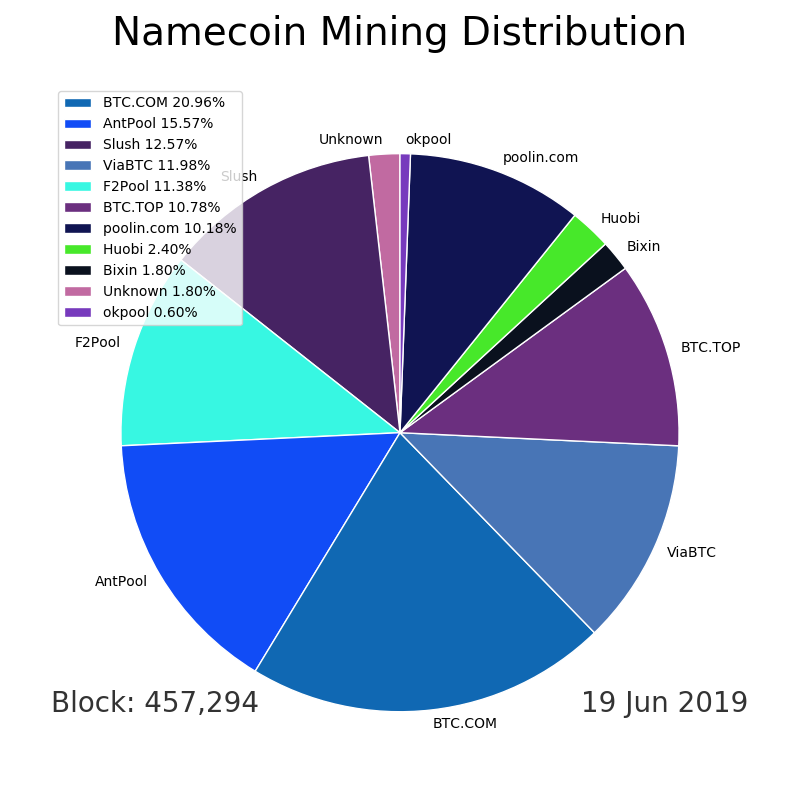 Namecoin Mining Distribution
BTC.COM 20.96%
AntPool 15.57%
Slush 12.57%
ViaBTC 11.98%
F2Pool 11.38%
BTC.TOP 10.78%
poolin.com 10.18%
Huobi 2.40%
Bixin 1.80%
Unknown 1.80%
okpool 0.60%
Unknown
okpool
poolin.com
Slush
Huobi
Bixin
F2Pool
BTC.TOP
ViaBTC
AntPool
BTC.COM
Block: 457,294
19 Jun 2019